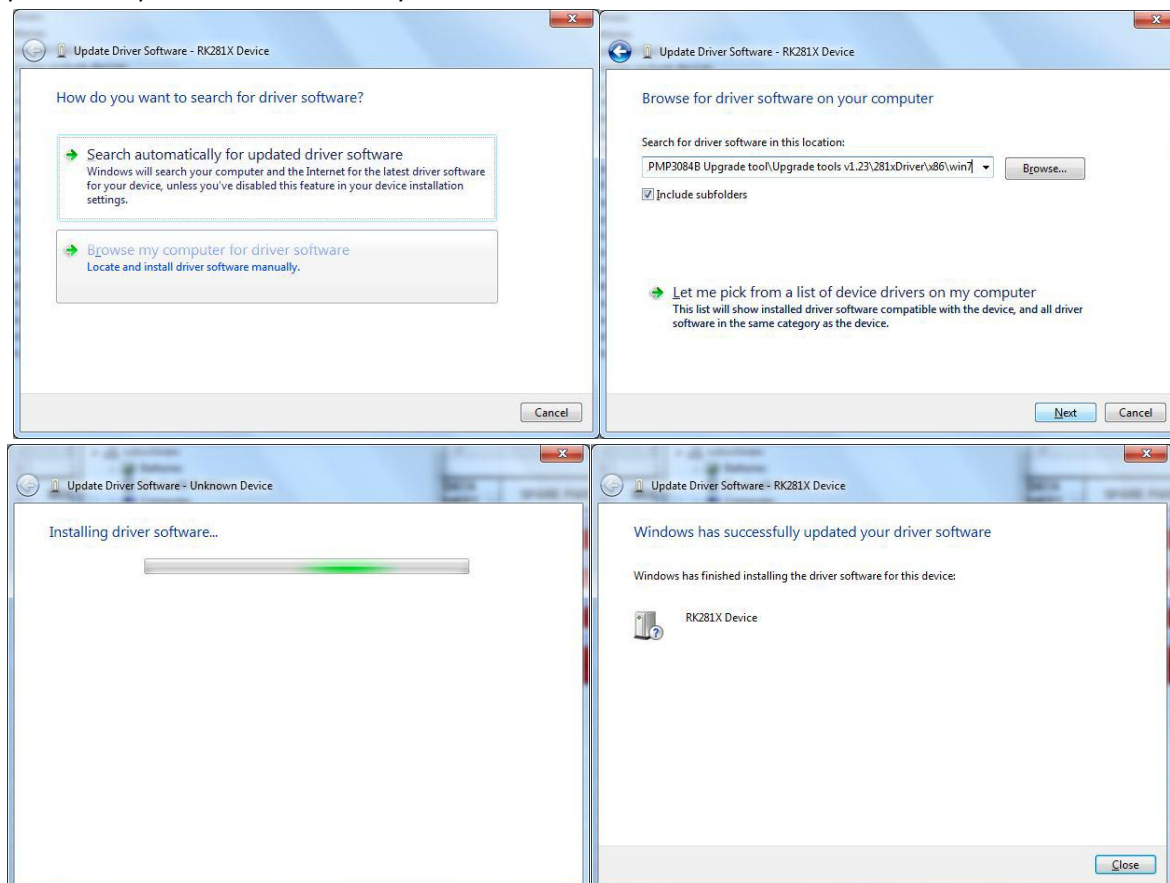 Update Driver Software - RK281X Device
How do you want to search for driver software?
Search automatically for updated driver software
Windows will search your computer and the Internet for the latest driver software
for your device, unless you've disabled this feature in your device installation
settings.
Browse my computer for driver software
Locate and install driver software manually.
Cancel
Update Driver Software - RK281X Device
Browse for driver software on your computer
Search for driver software in this location:
PMP3084B Upgrade tool\Upgrade tools v1.23\281xDriver\x86\win7
Browse...
Include subfolders
Let me pick from a list of device drivers on my computer
This list will show installed driver software compatible with the device, and all driver
software in the same category as the device.
Next
Cancel
Update Driver Software - Unknown Device
Installing driver software...
Update Driver Software - RK281X Device
Windows has successfully updated your driver software
Windows has finished installing the driver software for this device:
RK281X Device
Close